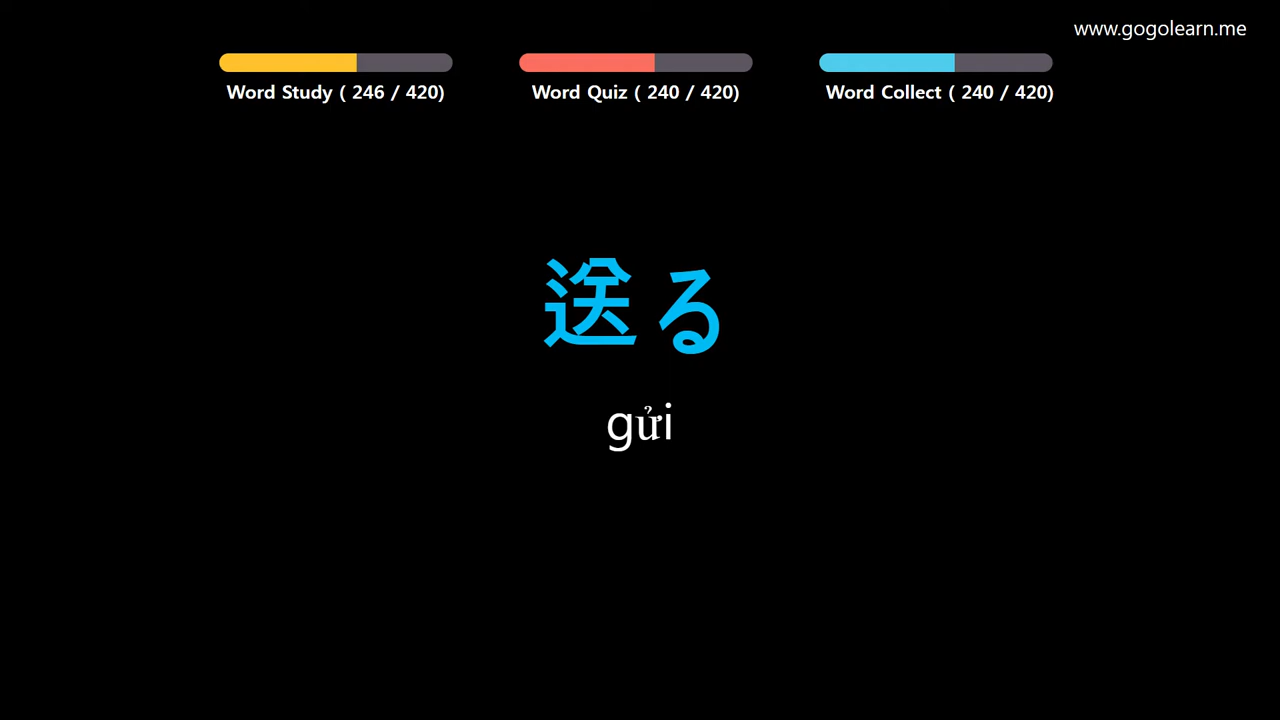 www.gogolearn.me
Word Study ( 246 / 420)
Word Quiz ( 240 / 420)
Word Collect ( 240 / 420)
送る
gửi